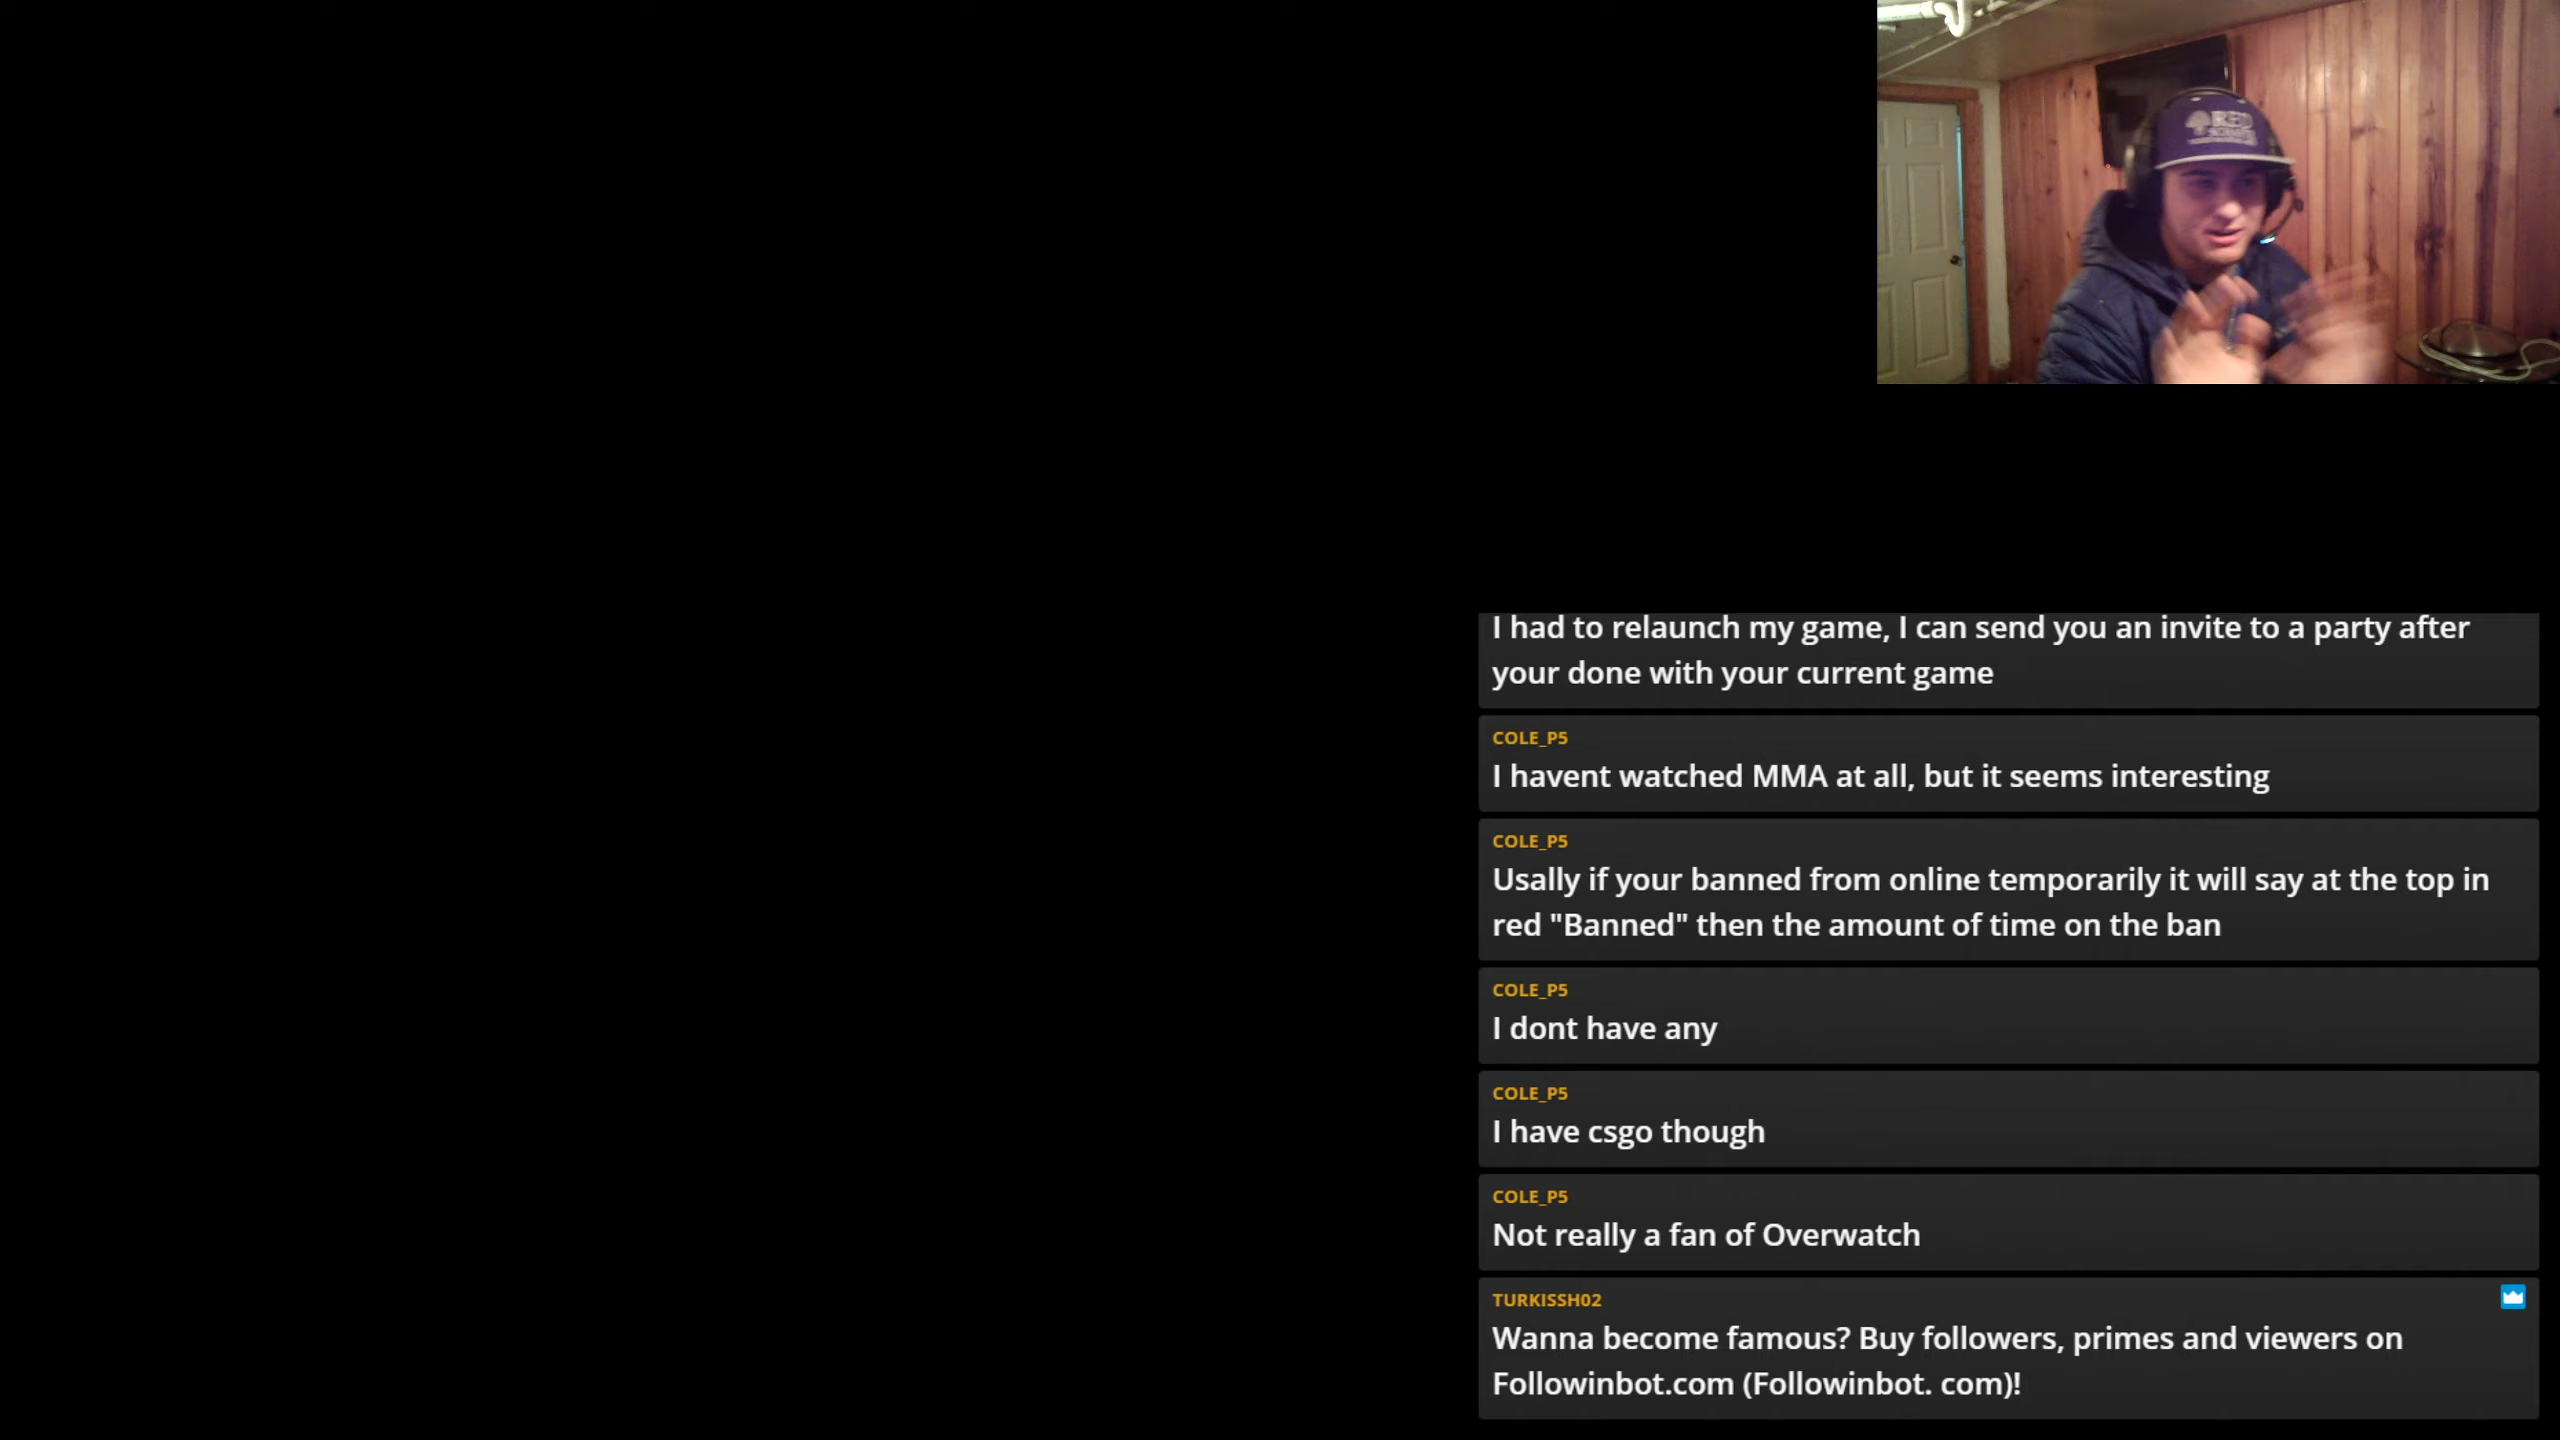 RED
I had to relaunch my game, I can send you an invite to a party after
your done with your current game
COLE_P5
I havent watched MMA at all, but it seems interesting
COLE_P5
Usally if your banned from online temporarily it will say at the top in
red "Banned" then the amount of time on the ban
COLE_P5
I dont have any
COLE_P5
I have csgo though
COLE_P5
Not really a fan of Overwatch
TURKISSH02
Wanna become famous? Buy followers, primes and viewers on
Followinbot.com (Followinbot. com)!